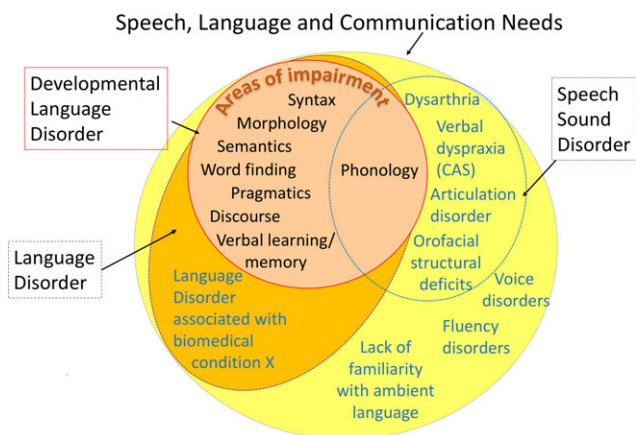 Speech, Language and Communication Needs
Developmental
Language
Disorder
Areas of impairment
Syntax
Morphology
Semantics
Word finding
Pragmatics
Discourse
Verbal learning/
memory
Phonology
Dysarthria
Verbal
dyspraxia
(CAS)
Articulation
disorder
Orofacial
structural
deficits
Speech
Sound
Disorder
Language
Disorder
Language
Disorder
associated with
biomedical
condition X
Voice
disorders
Fluency
disorders
Lack of
familiarity
with ambient
language